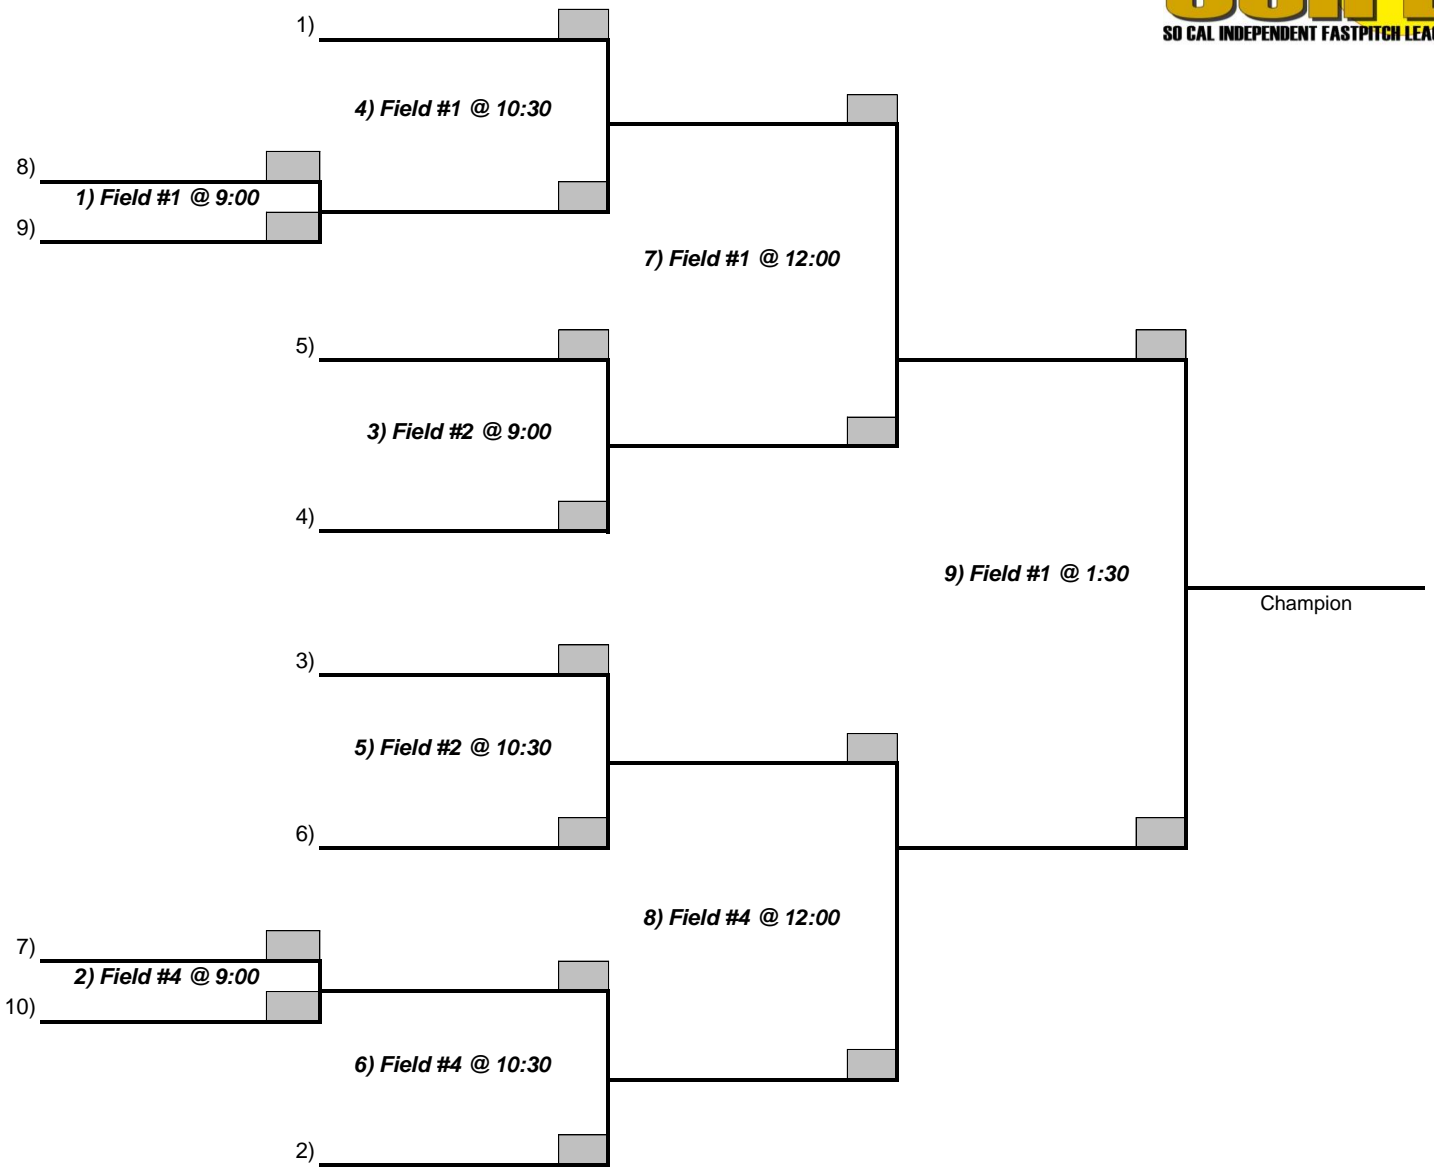 SO CAL INDEPENDENT FASTPITCH
1)
4) Field #1 @ 10:30
8)
1) Field #1 @ 9:00
9)
7) Field #1 @ 12:00
5)
3) Field #2 @ 9:00
4)
9) Field #1 @ 1:30
Champion
3)
5) Field #2 @ 10:30
6)
8) Field #4 @ 12:00
7)
2) Field #4 @ 9:00
10)
6) Field #4 @ 10:30
2)